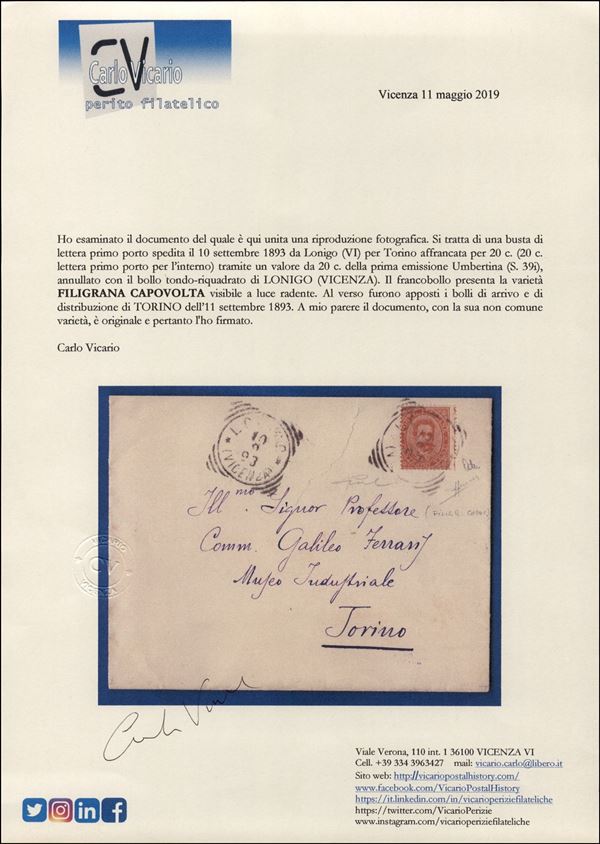 CV
Carlo Vicario
perito filatelico
Vicenza 11 maggio 2019
Ho esaminato il documento del quale è qui unita una riproduzione fotografica. Si tratta di una busta di
lettera primo porto spedita il 10 settembre 1893 da Lonigo (VI) per Torino affrancata per 20 c. (20 c.
lettera primo porto per l'interno) tramite un valore da 20 c. della prima emissione Umbertina (S. 39i),
annullato con il bollo tondo-riquadrato di LONIGO (VICENZA). Il francobollo presenta la varietà
FILIGRANA CAPOVOLTA visibile a luce radente. Al verso furono apposti i bolli di arrivo e di
distribuzione di TORINO dell'11 settembre 1893. A mio parere il documento, con la sua non comune
varietà, è originale e pertanto l'ho firmato.
Carlo Vicario
10
9
93
(VICENZA)
Ill.mo Signor Professore
Comm. Galileo Ferraris
Museo Industriale
Torino
VICARIO
CV
VICENZA
Viale Verona, 110 int. 1 36100 VICENZA VI
Cell. +39 334 3963427 mail: vicario.carlo@libero.it
Sito web: http://vicariopostalhistory.com/
www.facebook.com/VicarioPostalHistory
https://it.linkedin.com/in/vicarioperiziefilateliche
https://twitter.com/VicarioPerizie
www.instagram.com/vicarioperiziefilateliche